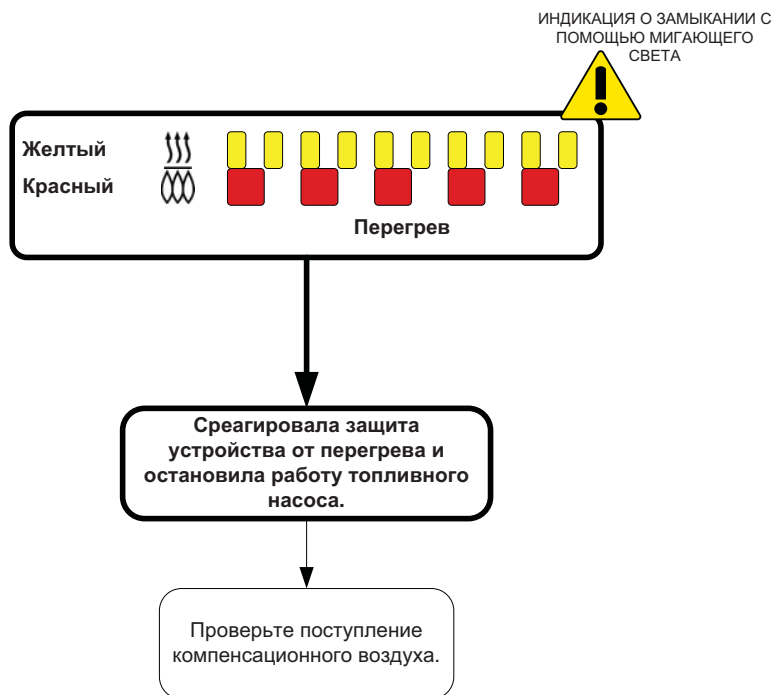 ИНДИКАЦИЯ О ЗАМЫКАНИИ С
ПОМОЩЬЮ МИГАЮЩЕГО
СВЕТА
Желтый
Красный
Перегрев
Среагировала защита
устройства от перегрева и
остановила работу топливного
насоса.
Проверьте поступление
компенсационного воздуха.